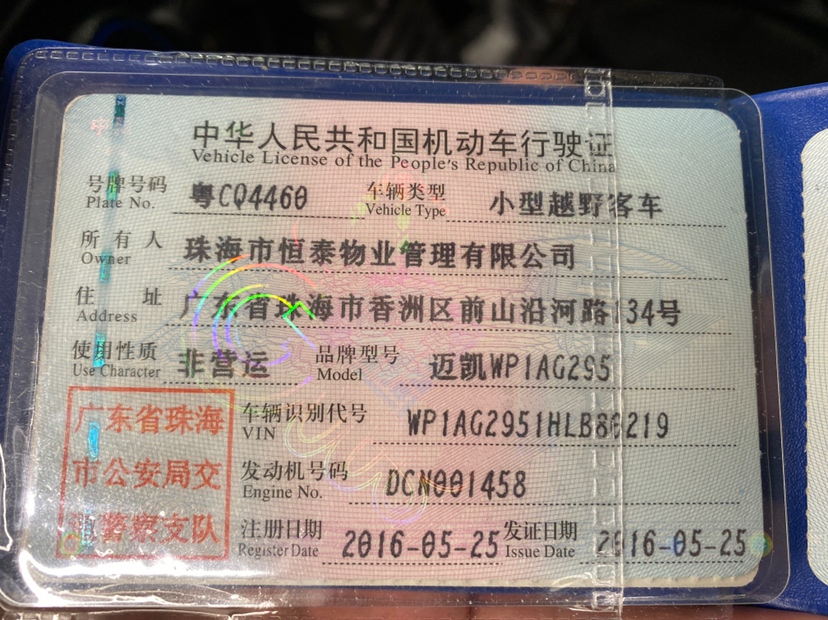 中华人民共和国机动车行驶证
Vehicle License of the People's Republic of China
号牌号码 粤CQ4460 车辆类型 小型越野客车
Plate No. Vehicle Type
所有人 珠海市恒泰物业管理有限公司
Owner
住址 广东省珠海市香洲区前山沿河路134号
Address
使用性质 非营运 品牌型号 迈凯WP1AG295
Use Character Model
广东省珠海
市公安局交
警察支队
车辆识别代号 WP1AG2951HLB80219
VIN
发动机号码 DCN001458
Engine No.
注册日期 2016-05-25 发证日期 2016-05-25
Register Date Issue Date